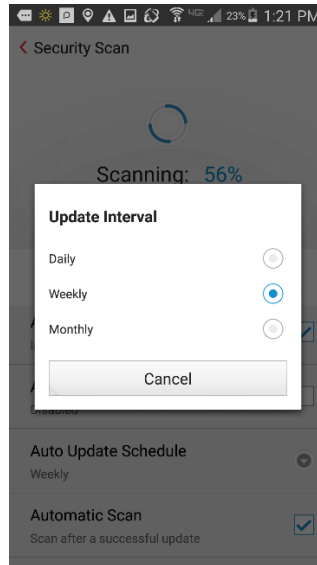 4G 23% 1:21 PM
Security Scan
Scanning: 56%
Update Interval
Daily
Weekly
Monthly
Cancel
Disabled
Auto Update Schedule
Weekly
Automatic Scan
Scan after a successful update